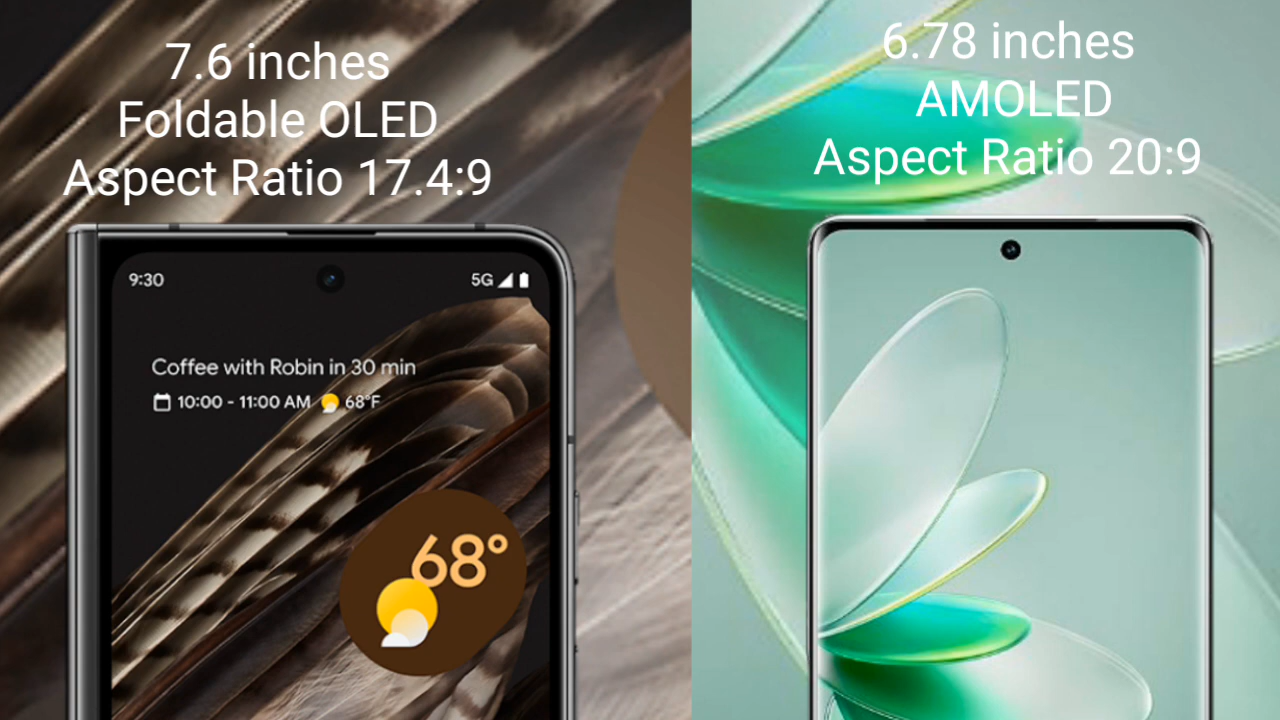 7.6 inches
Foldable OLED
Aspect Ratio 17.4:9
9:30
5G
Coffee with Robin in 30 min
10:00 - 11:00 AM 68°F
68°
6.78 inches
AMOLED
Aspect Ratio 20:9